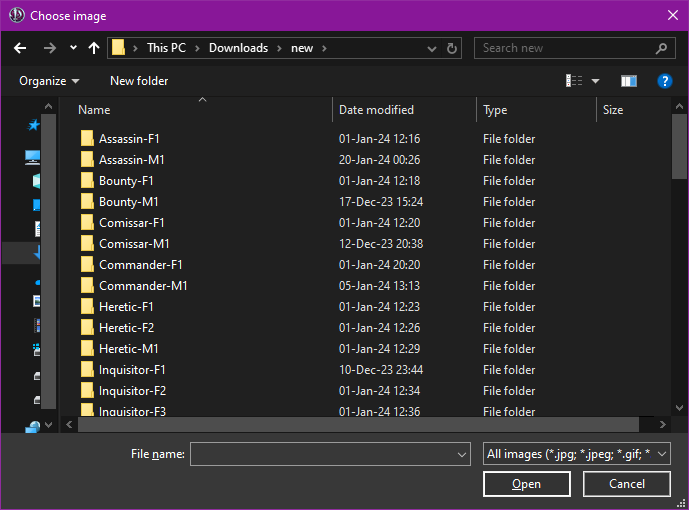 Choose image
This PC > Downloads > new >
Search new
Organize
New folder
Name Date modified Type Size
Assassin-F1 01-Jan-24 12:16 File folder
Assassin-M1 20-Jan-24 00:26 File folder
Bounty-F1 01-Jan-24 12:18 File folder
Bounty-M1 17-Dec-23 15:24 File folder
Comissar-F1 01-Jan-24 12:20 File folder
Comissar-M1 12-Dec-23 20:38 File folder
Commander-F1 01-Jan-24 20:20 File folder
Commander-M1 05-Jan-24 13:13 File folder
Heretic-F1 01-Jan-24 12:23 File folder
Heretic-F2 01-Jan-24 12:26 File folder
Heretic-M1 01-Jan-24 12:29 File folder
Inquisitor-F1 10-Dec-23 23:44 File folder
Inquisitor-F2 01-Jan-24 12:34 File folder
Inquisitor-F3 01-Jan-24 12:36 File folder
File name:
All images (*.jpg; *.jpeg; *.gif; *
Open
Cancel